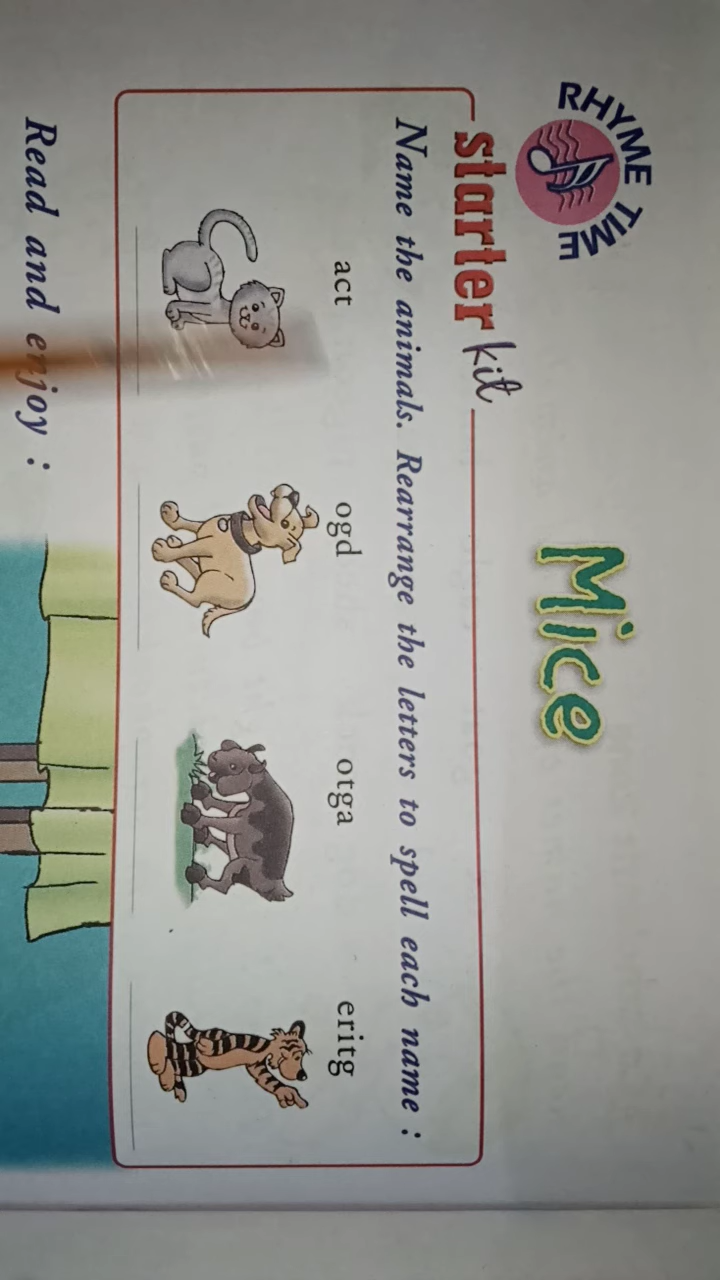 RHYME TIME
Mice
starter kit
Name the animals. Rearrange the letters to spell each name :
act ogd otga eritg
Read and enjoy :